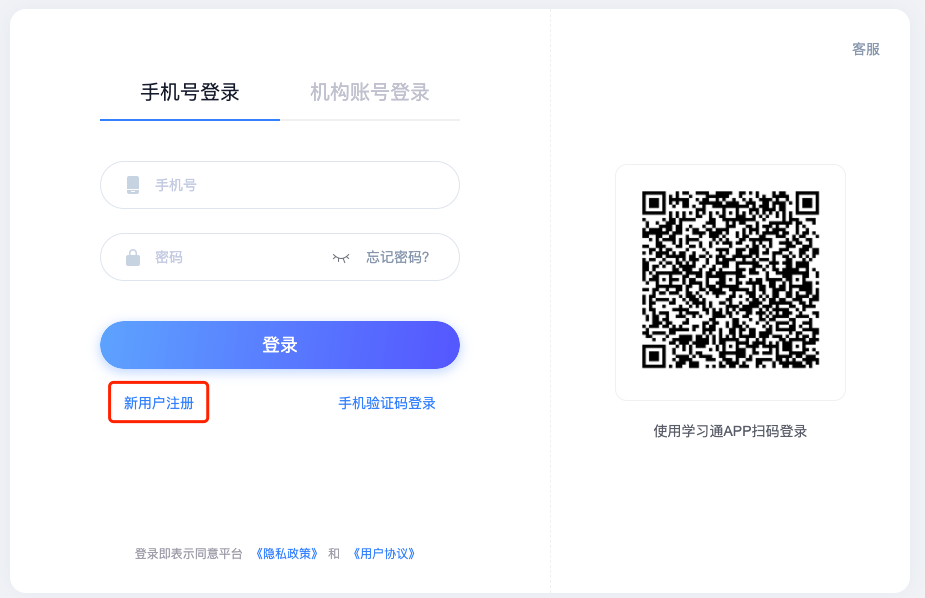 客服
手机号登录 机构账号登录
手机号
密码 忘记密码?
登录
新用户注册 手机验证码登录
使用学习通APP扫码登录
登录即表示同意平台 《隐私政策》 和 《用户协议》